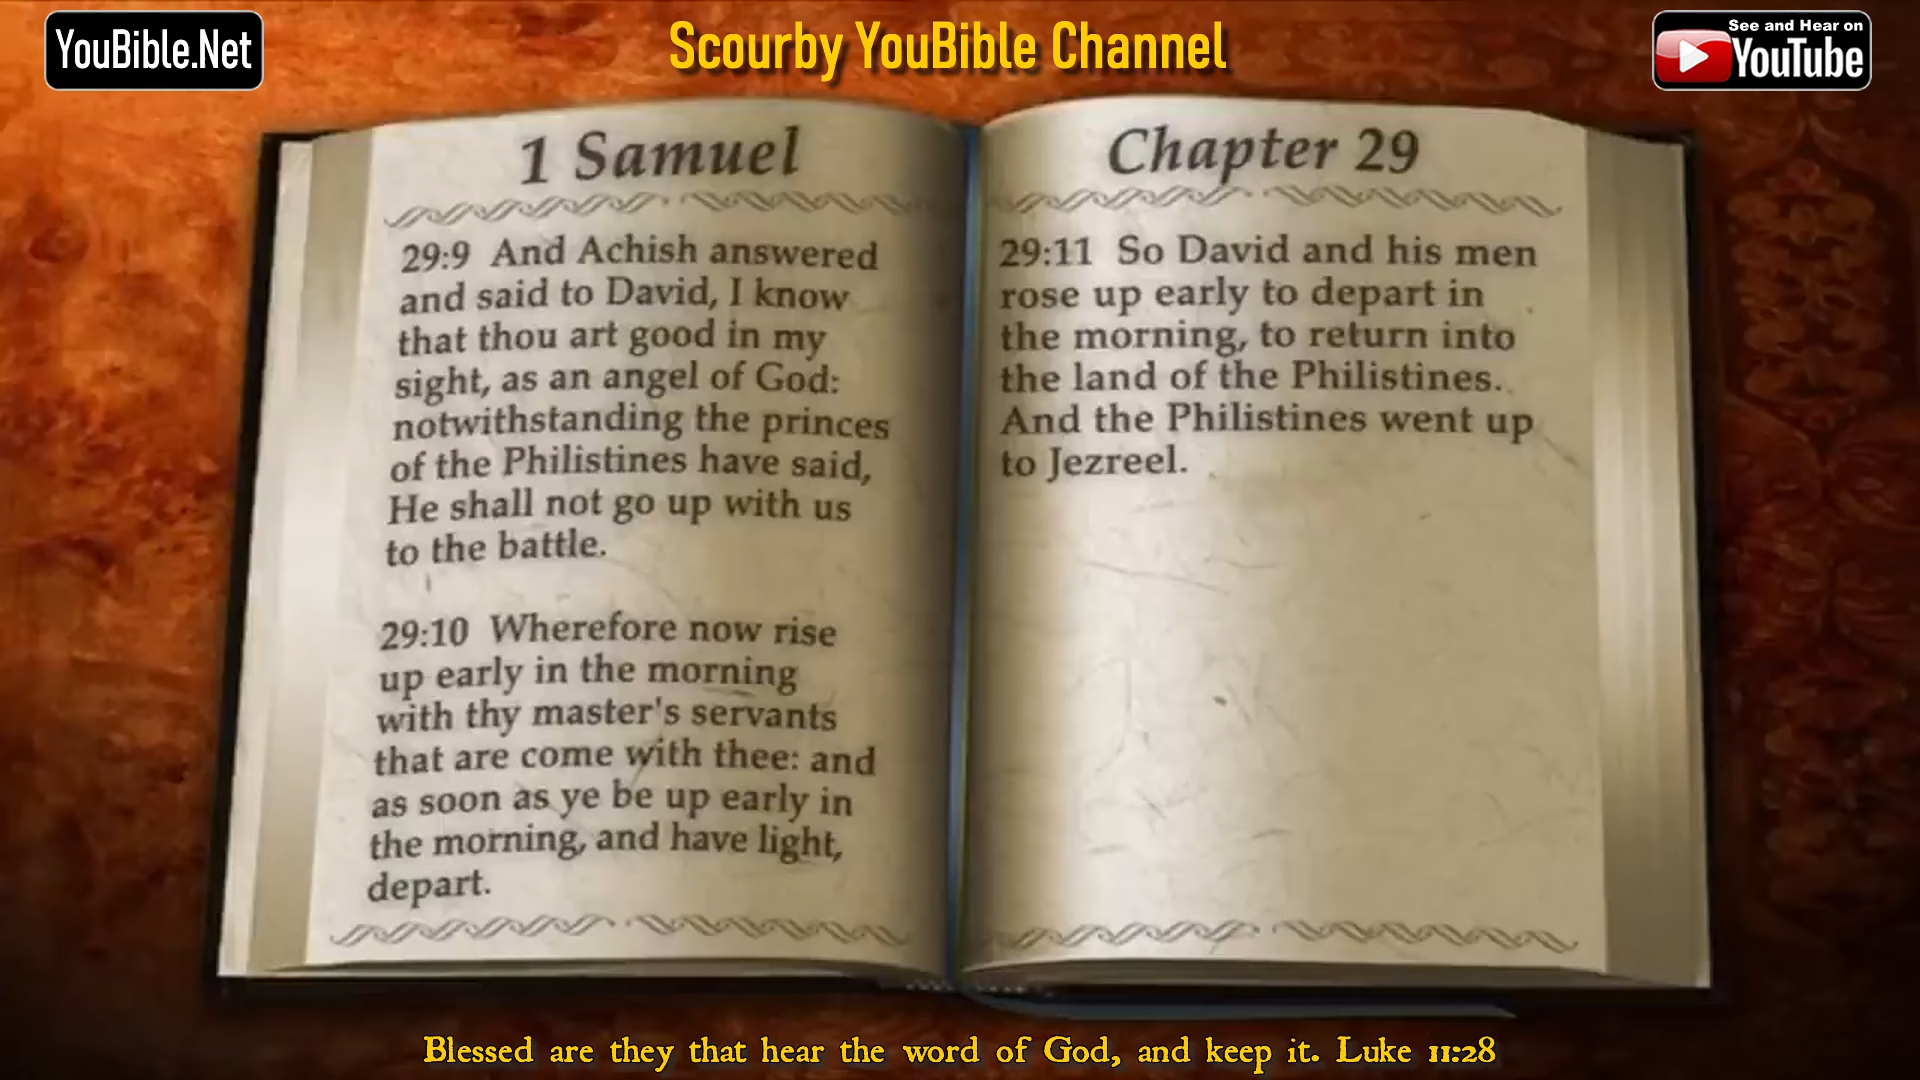 YouBible.Net
Scourby YouBible Channel
See and Hear on
YouTube
1 Samuel
29:9 And Achish answered
and said to David, I know
that thou art good in my
sight, as an angel of God:
notwithstanding the princes
of the Philistines have said,
He shall not go up with us
to the battle.
29:10 Wherefore now rise
up early in the morning
with thy master's servants
that are come with thee: and
as soon as ye be up early in
the morning, and have light,
depart.
Chapter 29
29:11 So David and his men
rose up early to depart in
the morning, to return into
the land of the Philistines.
And the Philistines went up
to Jezreel.
Blessed are they that hear the word of God, and keep it. Luke 11:28